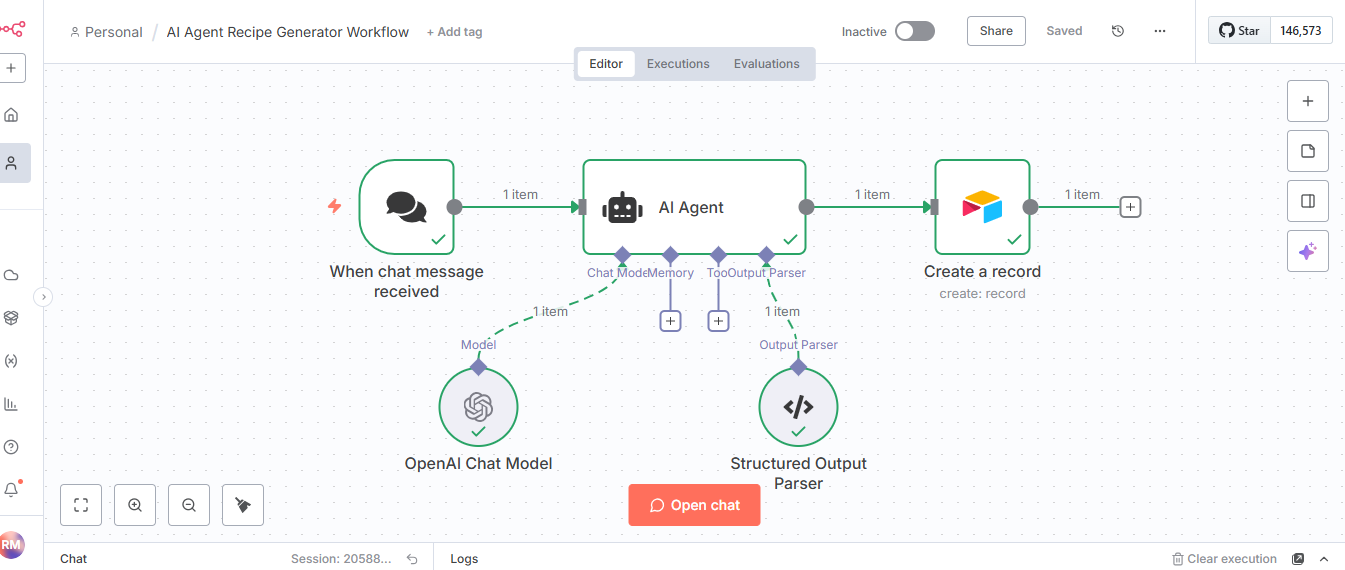 Personal / AI Agent Recipe Generator Workflow + Add tag
Inactive Share Saved ... Star 146,573
Editor Executions Evaluations
1 item 1 item 1 item
AI Agent
Chat Mode Memory Too Output Parser
When chat message
received
Create a record
create: record
1 item 1 item
Model Output Parser
OpenAI Chat Model
Structured Output
Parser
Open chat
RM
Chat Session: 20588... Logs Clear execution